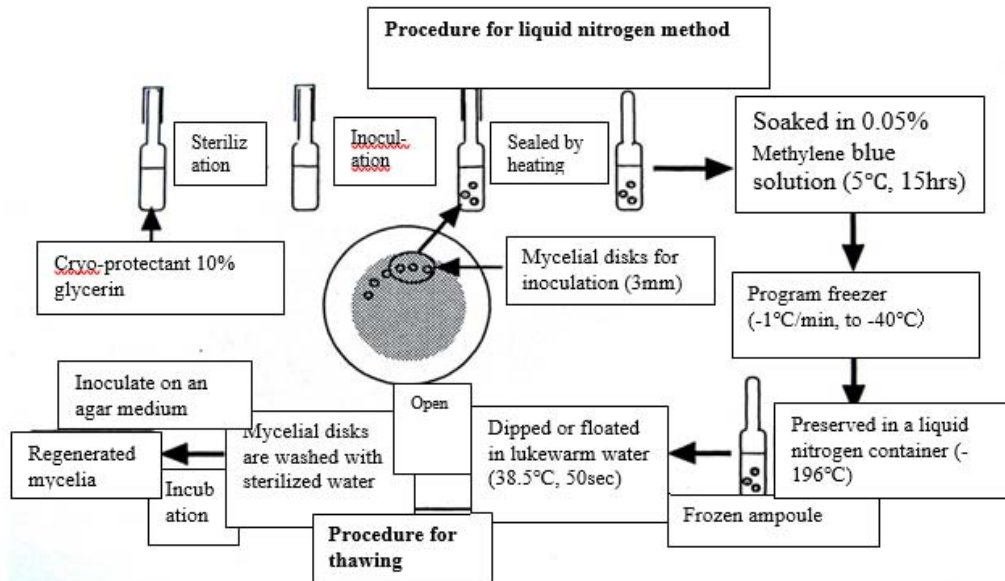 Procedure for liquid nitrogen method
Steriliz
ation
Inocul-
ation
Sealed by
heating
Soaked in 0.05%
Methylene blue
solution (5℃, 15hrs)
Cryo-protectant 10%
glycerin
Mycelial disks for
inoculation (3mm)
Program freezer
(-1℃/min, to -40℃)
Preserved in a liquid
nitrogen container (-
196℃)
Frozen ampoule
Dipped or floated
in lukewarm water
(38.5℃, 50sec)
Open
Mycelial disks
are washed with
sterilized water
Inoculate on an
agar medium
Incub
ation
Regenerated
mycelia
Procedure for
thawing